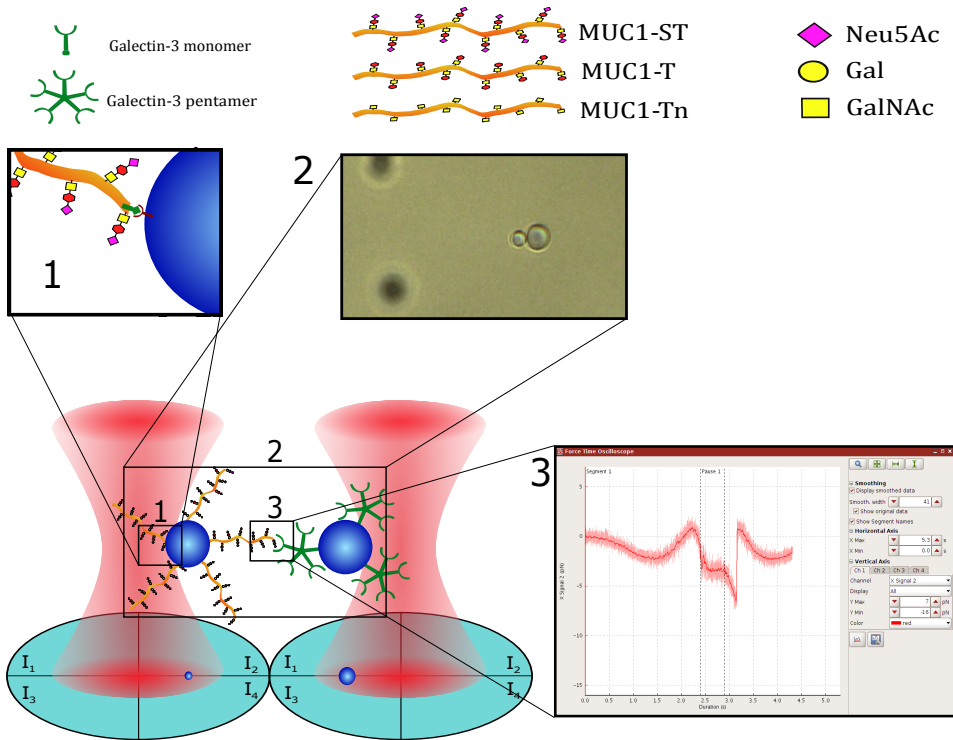 Galectin-3 monomer
Galectin-3 pentamer
MUC1-ST
MUC1-T
MUC1-Tn
Neu5Ac
Gal
GalNAc
1
2
2
1
3
I1 I2
I3 I4
I1 I2
I3 I4
3
Force Time Oscilloscope
Segment 1 Pause 1
X Signal 2 (pN)
5
0
−5
−10
−15
0.0 0.5 1.0 1.5 2.0 2.5 3.0 3.5 4.0 4.5 5.0
Duration (s)
Smoothing
Display smoothed data
Smooth. width 41
Show original data
Show Segment Names
Horizontal Axis
X Max 5.3 s
X Min 0.0 s
Vertical Axis
Ch 1 Ch 2 Ch 3 Ch 4
Channel X Signal 2
Display All
Y Max 7 pN
Y Min -16 pN
Color red